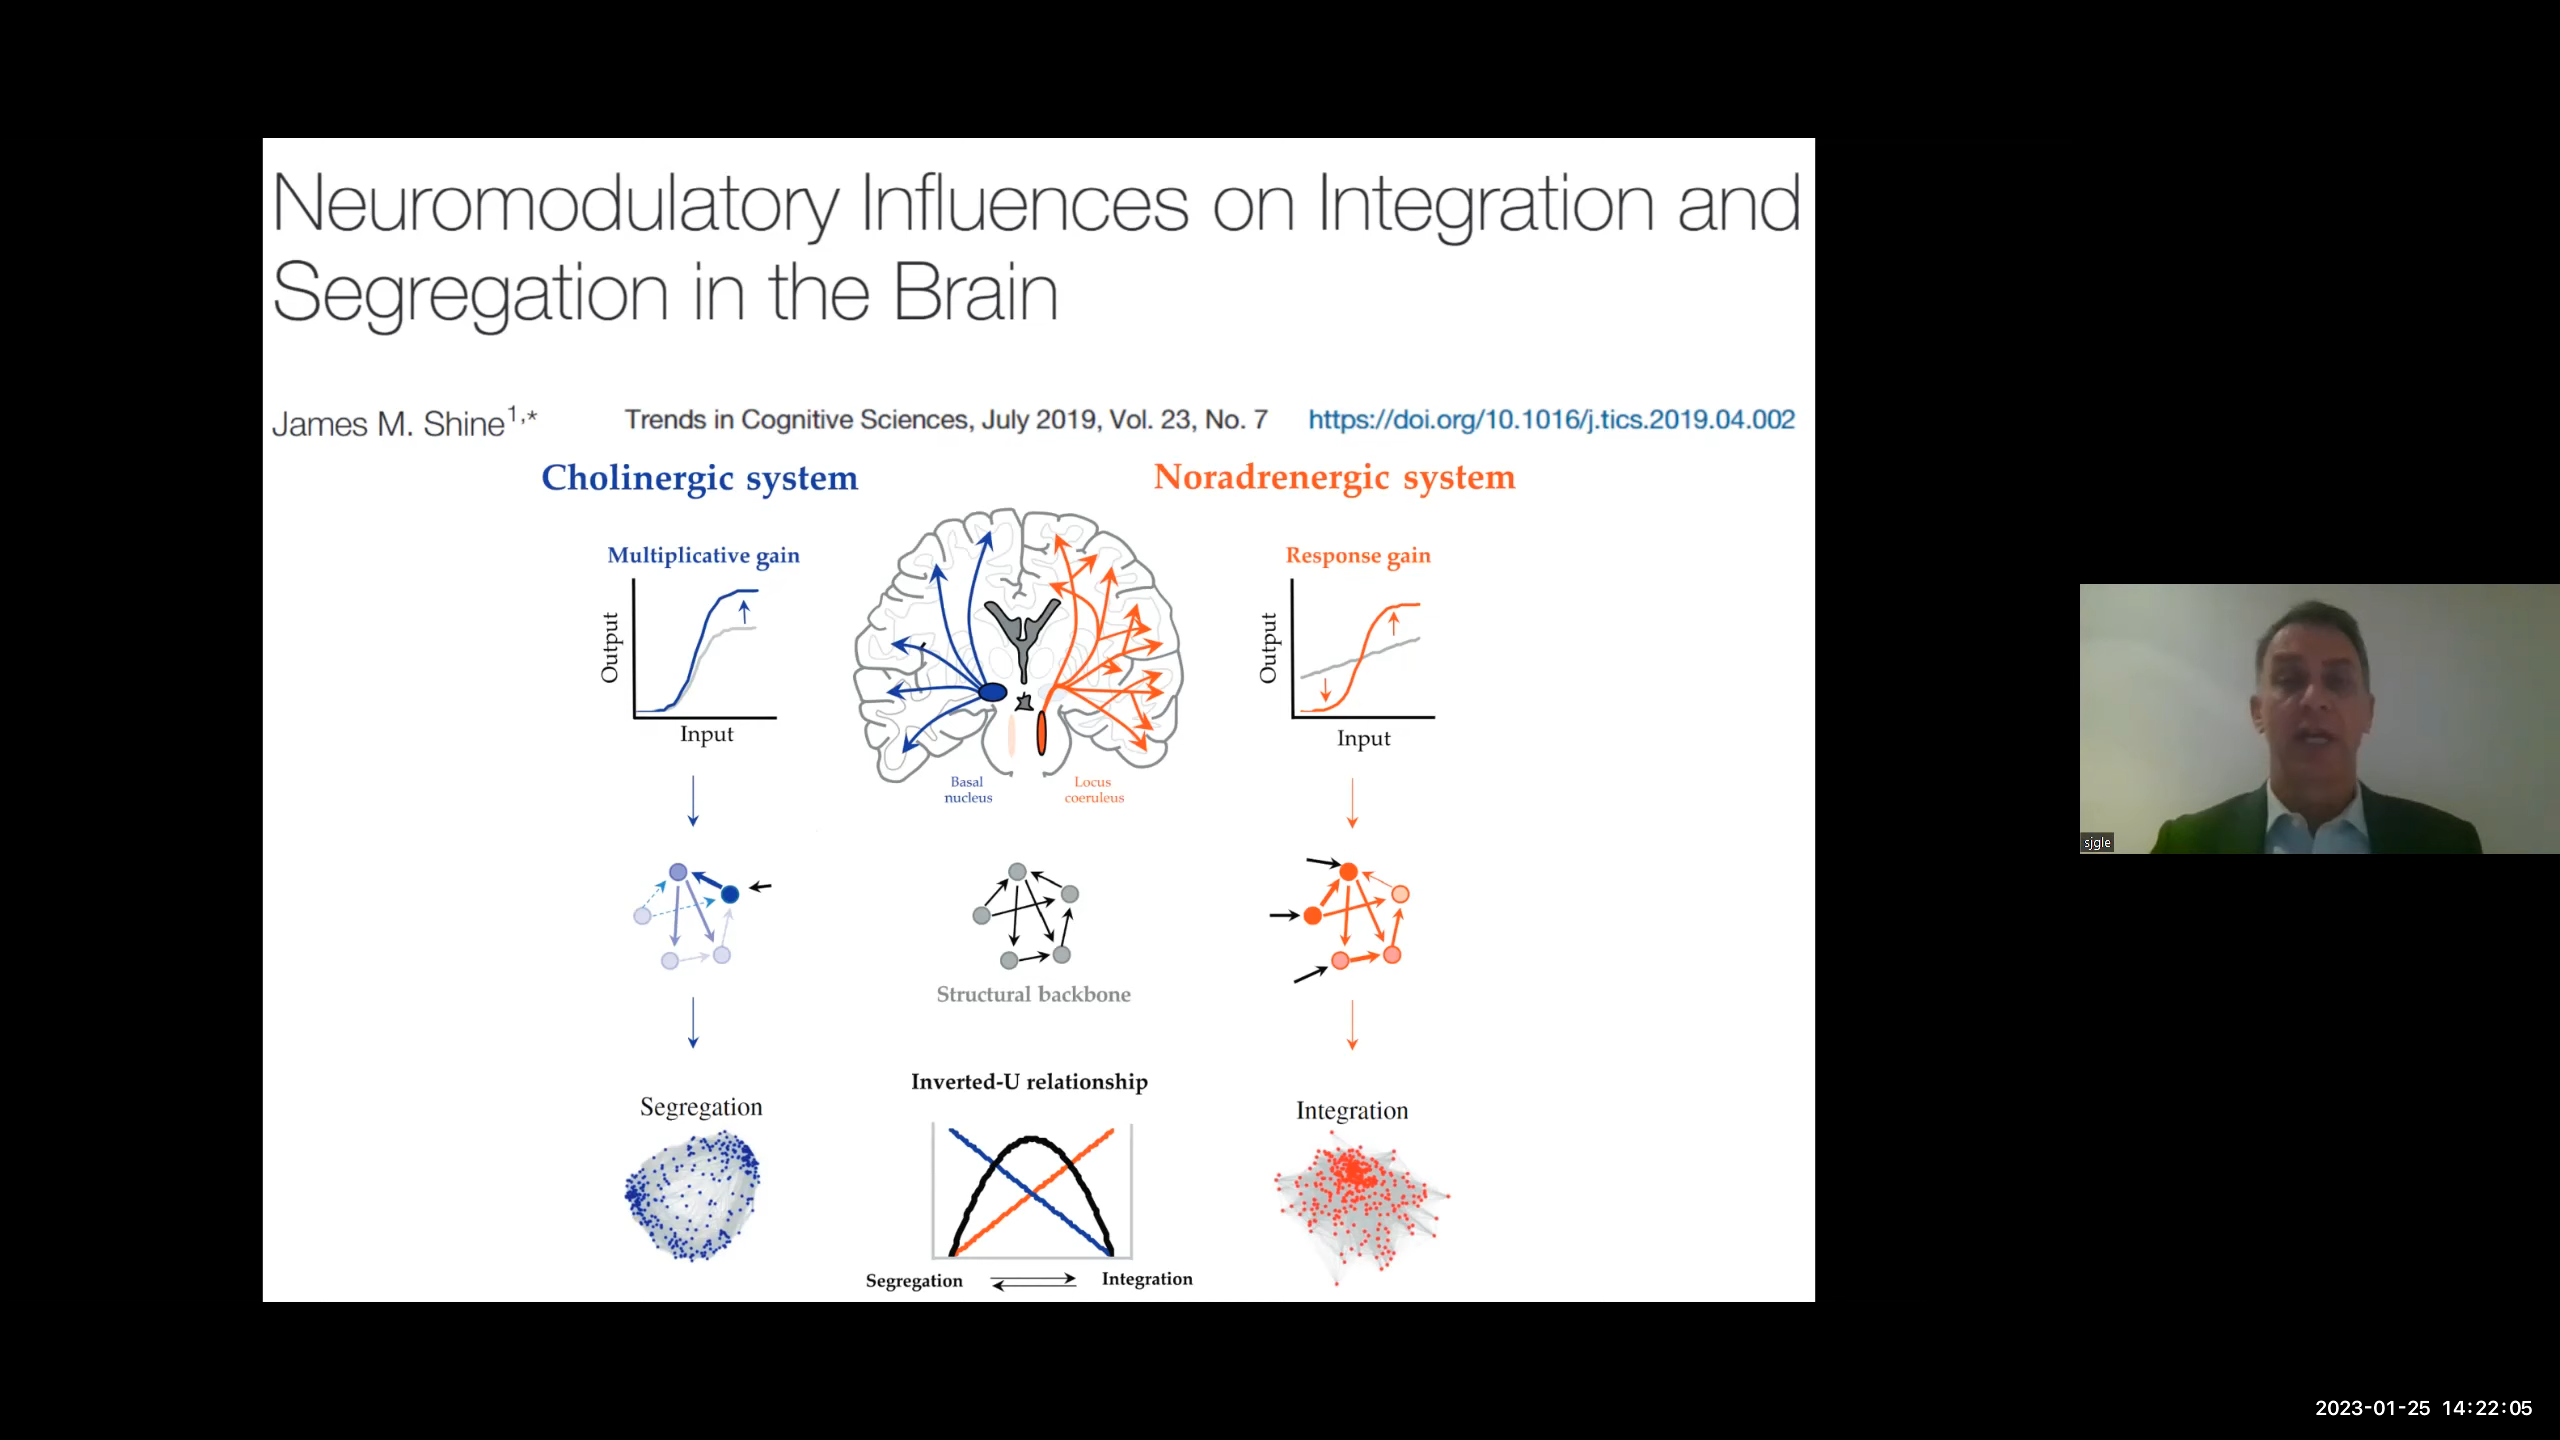 Neuromodulatory Influences on Integration and
Segregation in the Brain
James M. Shine1,*
Trends in Cognitive Sciences, July 2019, Vol. 23, No. 7
https://doi.org/10.1016/j.tics.2019.04.002
Cholinergic system
Noradrenergic system
Multiplicative gain
Output
Input
Basal
nucleus
Locus
coeruleus
Response gain
Output
Input
Structural backbone
Segregation
Inverted-U relationship
Segregation
Integration
Integration
sjgle
2023-01-25 14:22:05